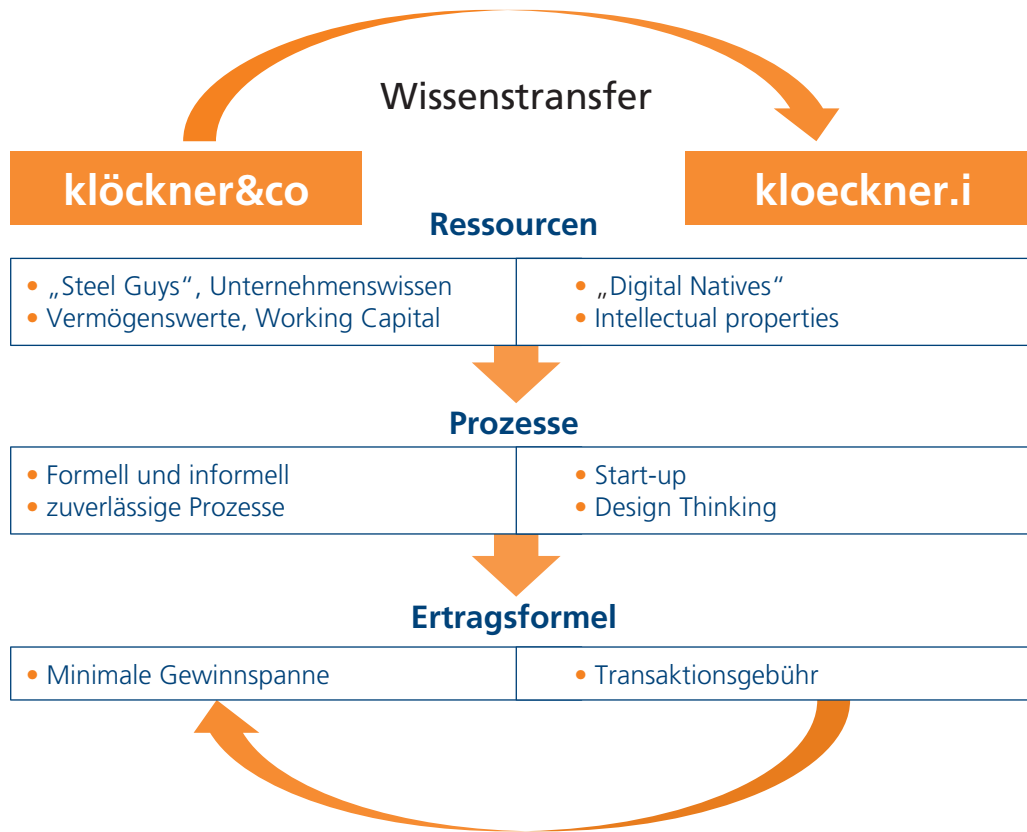 Wissenstransfer
klöckner&co
kloeckner.i
Ressourcen
• „Steel Guys“, Unternehmenswissen
• Vermögenswerte, Working Capital
• „Digital Natives“
• Intellectual properties
Prozesse
• Formell und informell
• zuverlässige Prozesse
• Start-up
• Design Thinking
Ertragsformel
• Minimale Gewinnspanne
• Transaktionsgebühr